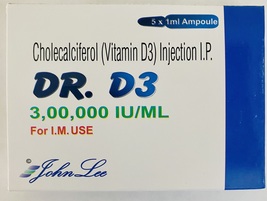 5 x 1ml Ampoule
Cholecalciferol (Vitamin D3) Injection I.P.
DR. D3
3,00,000 IU/ML
For I.M. USE
© John Lee